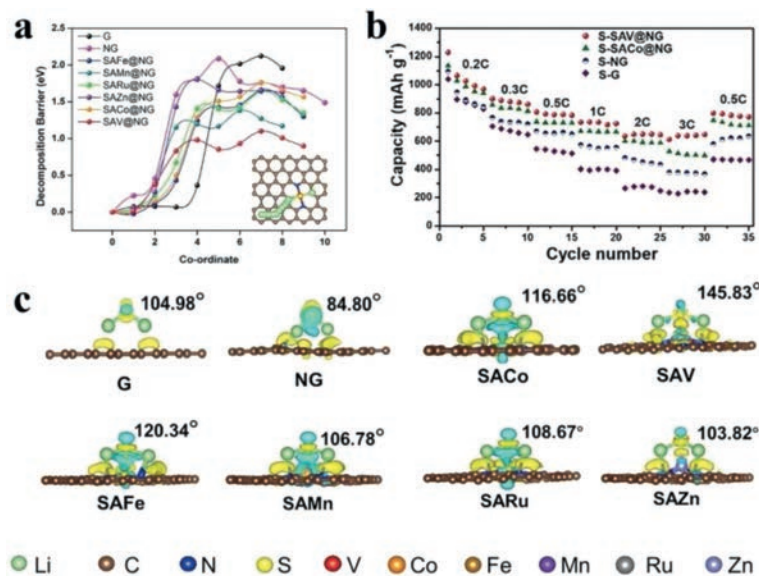 a
Decomposition Barrier (eV)
2.5
2.0
1.5
1.0
0.5
0.0
G
NG
SAFe@NG
SAMn@NG
SARu@NG
SAZn@NG
SACo@NG
SAV@NG
0 2 4 6 8 10
Co-ordinate
b
Capacity (mAh g⁻¹)
1400
1200
1000
800
600
400
200
0
S-SAV@NG
S-SACo@NG
S-NG
S-G
0.2C
0.3C
0.5C
1C
2C
3C
0.5C
0 5 10 15 20 25 30 35
Cycle number
c
104.98° 84.80° 116.66° 145.83°
G NG SACo SAV
120.34° 106.78° 108.67° 103.82°
SAFe SAMn SARu SAZn
Li C N S V Co Fe Mn Ru Zn